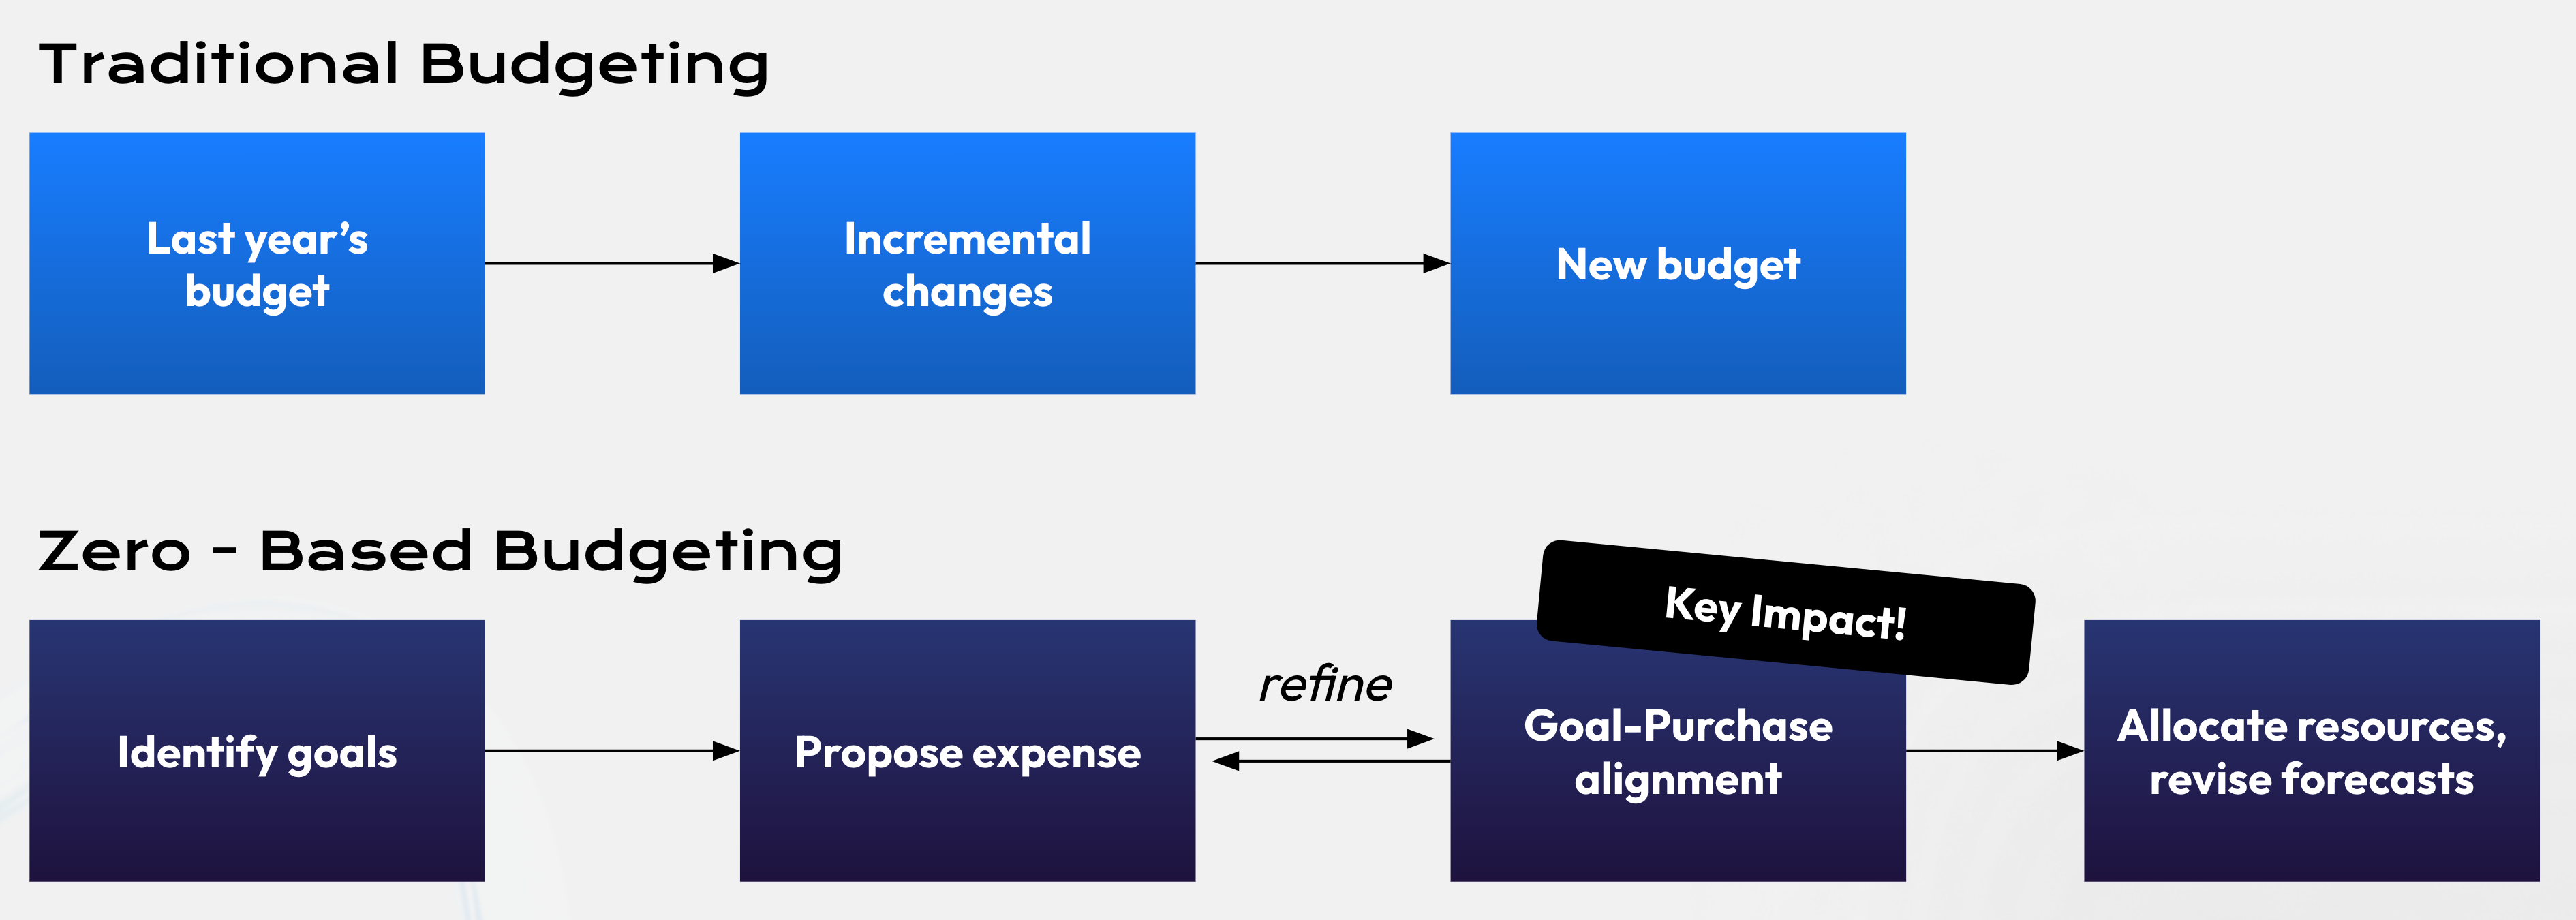 Traditional Budgeting
Last year’s
budget
Incremental
changes
New budget
Zero - Based Budgeting
Identify goals
Propose expense
refine
Key Impact!
Goal-Purchase
alignment
Allocate resources,
revise forecasts